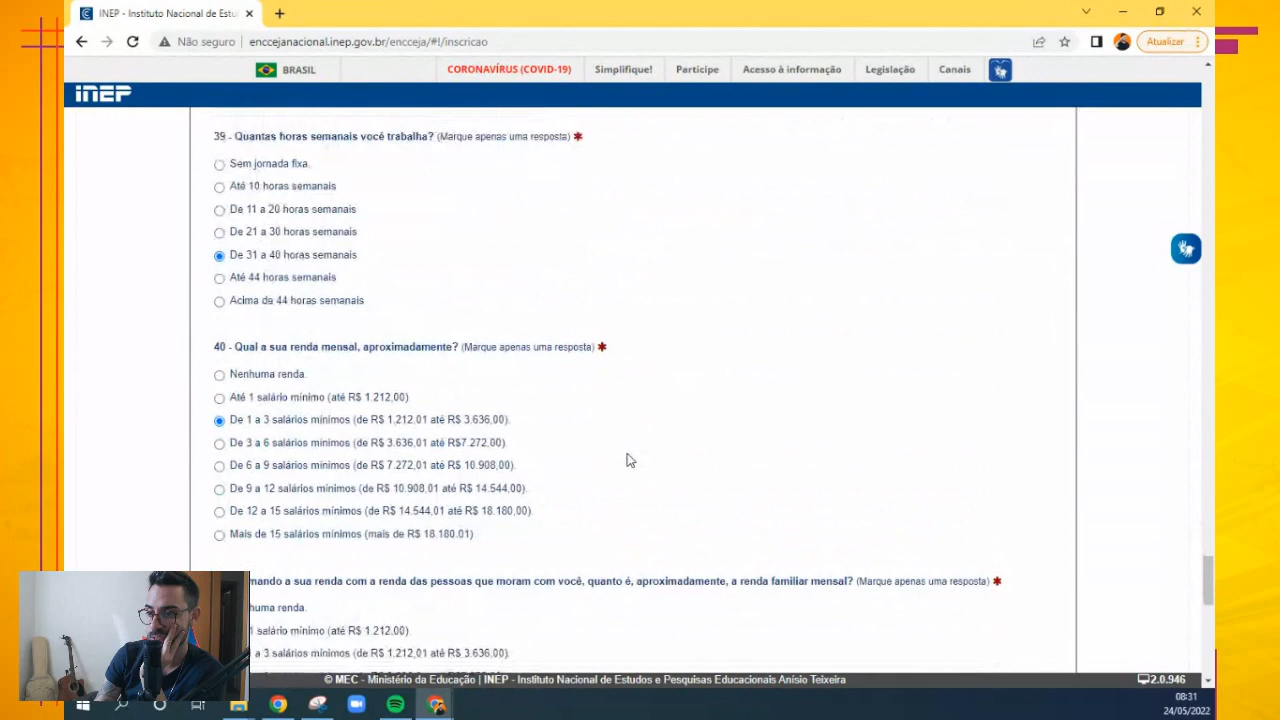 INEP - Instituto Nacional de Estu
Não seguro
enccejanacional.inep.gov.br/encceja/#!/inscricao
Atualizar
BRASIL
CORONAVÍRUS (COVID-19)
Simplifique!
Participe
Acesso à informação
Legislação
Canais
inep
39 - Quantas horas semanais você trabalha? (Marque apenas uma resposta) *
Sem jornada fixa.
Até 10 horas semanais
De 11 a 20 horas semanais
De 21 a 30 horas semanais
De 31 a 40 horas semanais
Até 44 horas semanais
Acima de 44 horas semanais
40 - Qual a sua renda mensal, aproximadamente? (Marque apenas uma resposta) *
Nenhuma renda.
Até 1 salário mínimo (até R$ 1.212,00)
De 1 a 3 salários mínimos (de R$ 1.212,01 até R$ 3.636,00).
De 3 a 6 salários mínimos (de R$ 3.636,01 até R$7.272,00).
De 6 a 9 salários mínimos (de R$ 7.272,01 até R$ 10.908,00).
De 9 a 12 salários mínimos (de R$ 10.908,01 até R$ 14.544,00).
De 12 a 15 salários mínimos (de R$ 14.544,01 até R$ 18.180,00).
Mais de 15 salários mínimos (mais de R$ 18.180.01)
mando a sua renda com a renda das pessoas que moram com você, quanto é, aproximadamente, a renda familiar mensal? (Marque apenas uma resposta) *
huma renda.
1 salário mínimo (até R$ 1.212,00)
a 3 salários mínimos (de R$ 1.212,01 até R$ 3.636,00).
© MEC - Ministério da Educação | INEP - Instituto Nacional de Estudos e Pesquisas Educacionais Anísio Teixeira
2.0.946
08:31
24/05/2022